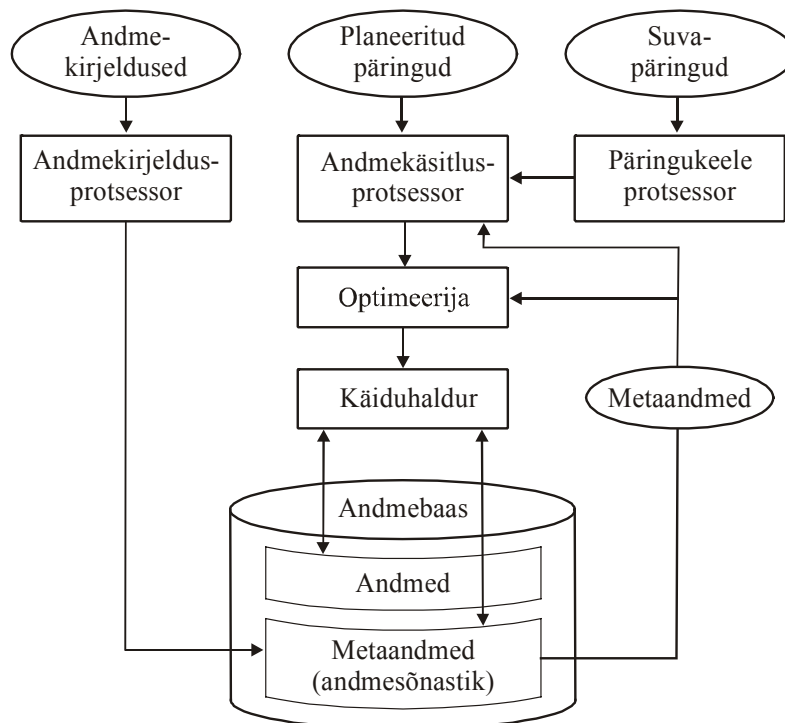 Andme-
kirjeldused
Planeeritud
päringud
Suva-
päringud
Andmekirjeldus-
protsessor
Andmekäsitlus-
protsessor
Päringukeele
protsessor
Optimeerija
Käiduhaldur
Metaandmed
Andmebaas
Andmed
Metaandmed
(andmesõnastik)